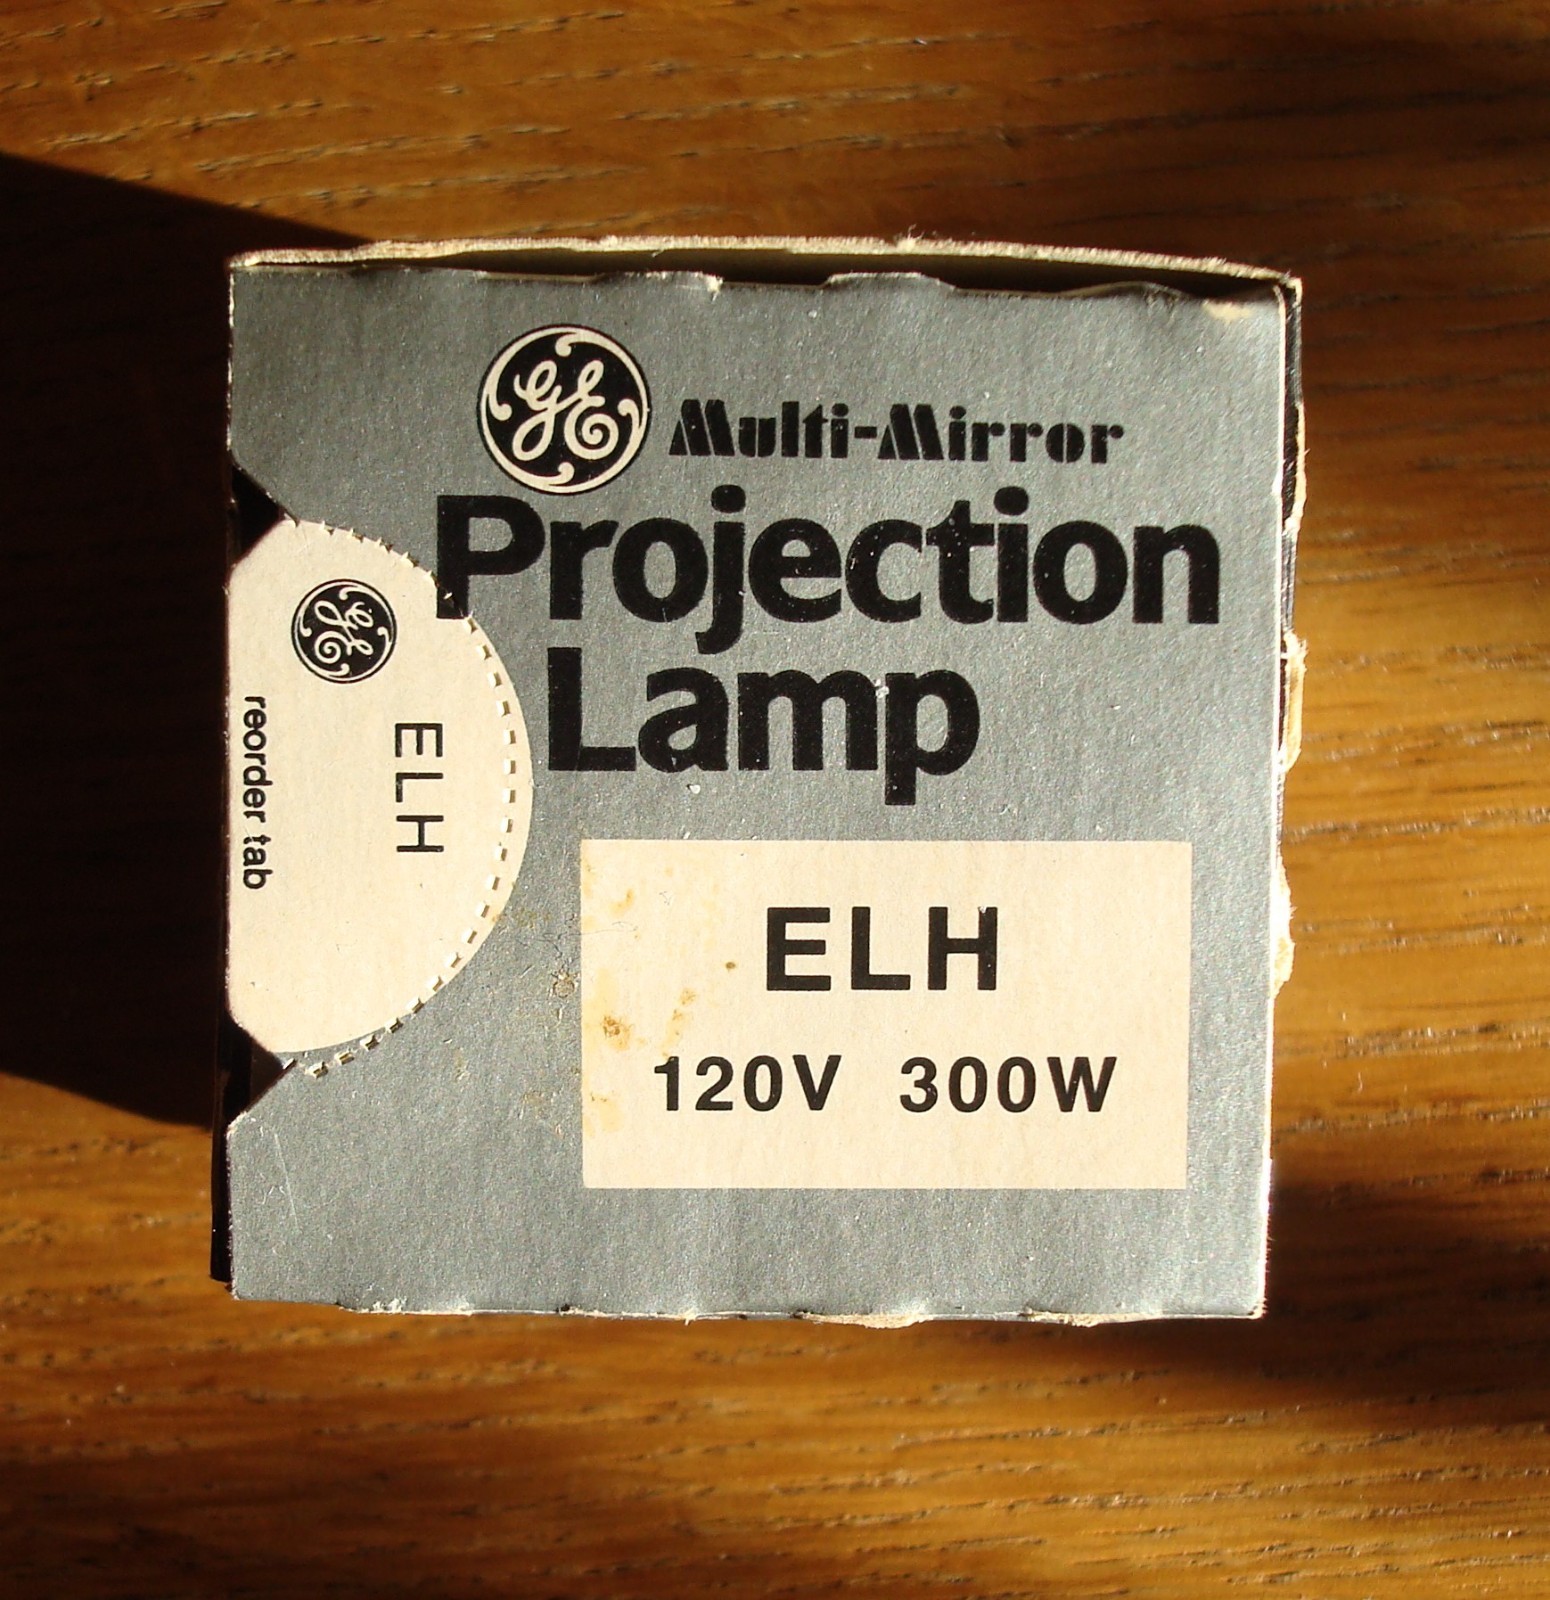 GE
Multi-Mirror
Projection
Lamp
GE
ELH
reorder tab
ELH
120V 300W